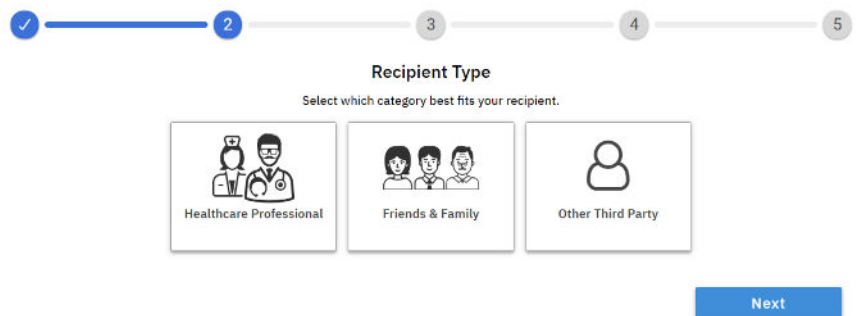 2 3 4 5
Recipient Type
Select which category best fits your recipient.
Healthcare Professional Friends & Family Other Third Party
Next